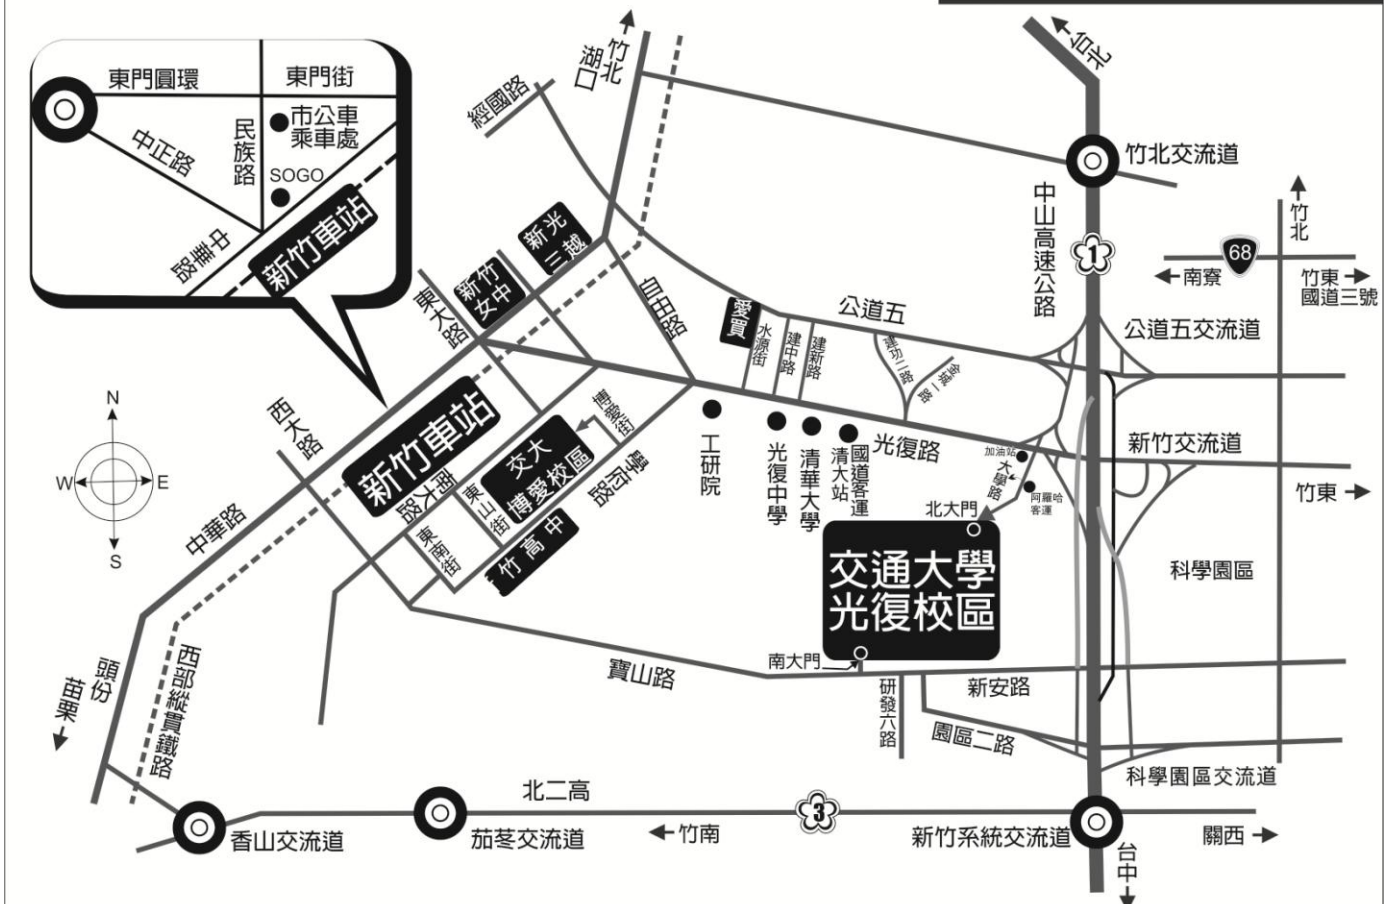 東門圓環
東門街
市公車
乘車處
民族路
中正路
SOGO
中華路
新竹車站
竹北
湖口
經國路
台北
竹北交流道
中山高速公路
1
竹北
68
南寮
竹東
國道三號
新光
三越
新竹
女中
東大路
自由路
愛買
水源街
建中路
建新路
公道五
建功二路
金城一路
公道五交流道
N
W
E
S
西大路
新竹車站
南大路
東山街
交大
博愛校區
博愛街
學府路
東南街
竹高中
工研院
光復中學
清華大學
國道客運
清大站
光復路
加油站
大學路
阿羅哈
客運
北大門
新竹交流道
竹東
中華路
交通大學
光復校區
科學園區
南大門
寶山路
研發六路
新安路
園區二路
科學園區交流道
頭份
苗栗
西部縱貫鐵路
北二高
3
香山交流道
茄苳交流道
竹南
新竹系統交流道
關西
台中